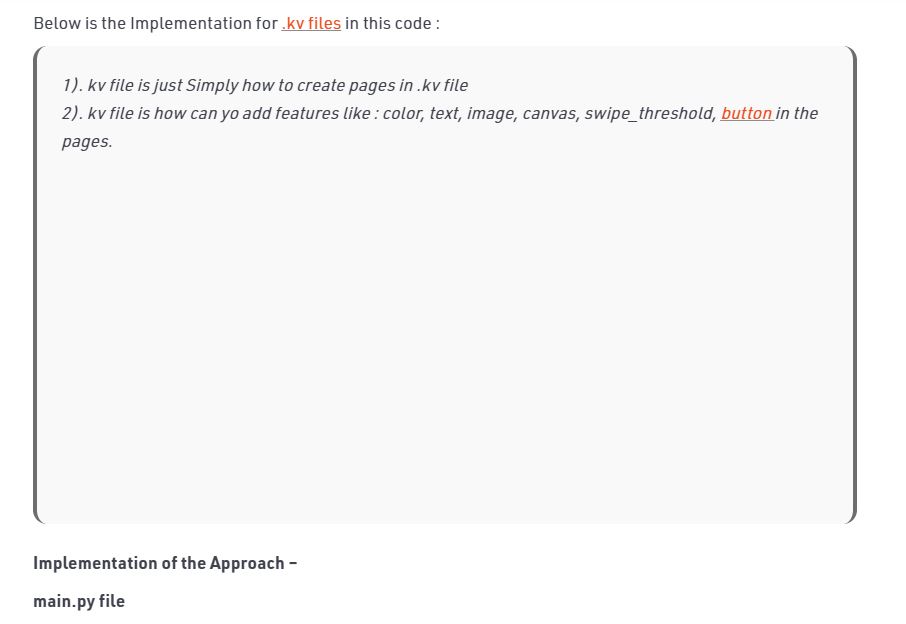 Below is the Implementation for .kv files in this code :
1). kv file is just Simply how to create pages in .kv file
2). kv file is how can yo add features like : color, text, image, canvas, swipe_threshold, button in the
pages.
Implementation of the Approach –
main.py file